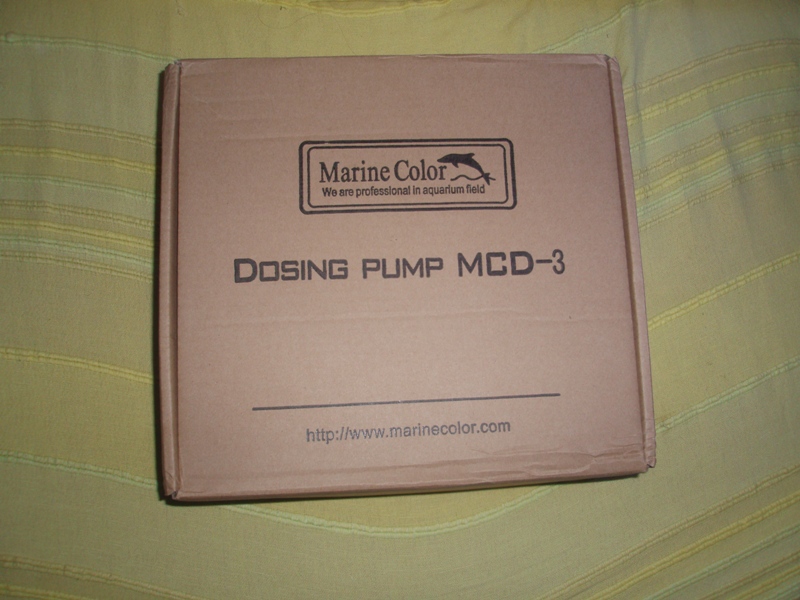 Marine Color
We are professional in aquarium field
DOSING PUMP MCD-3
http://www.marinecolor.com